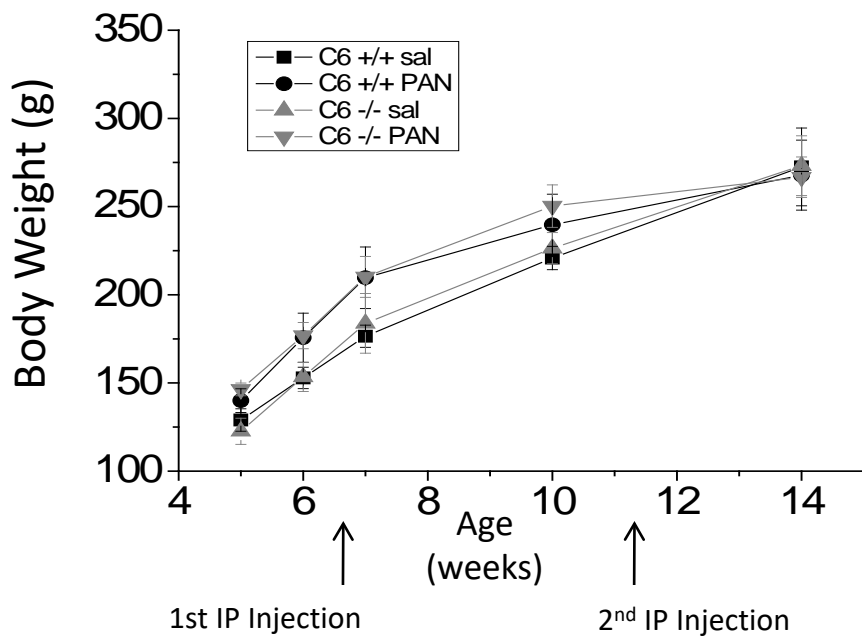 350
300
250
200
150
100
Body Weight (g)
C6 +/+ sal
C6 +/+ PAN
C6 -/- sal
C6 -/- PAN
4 6 8 10 12 14
Age
(weeks)
1st IP Injection
2nd IP Injection